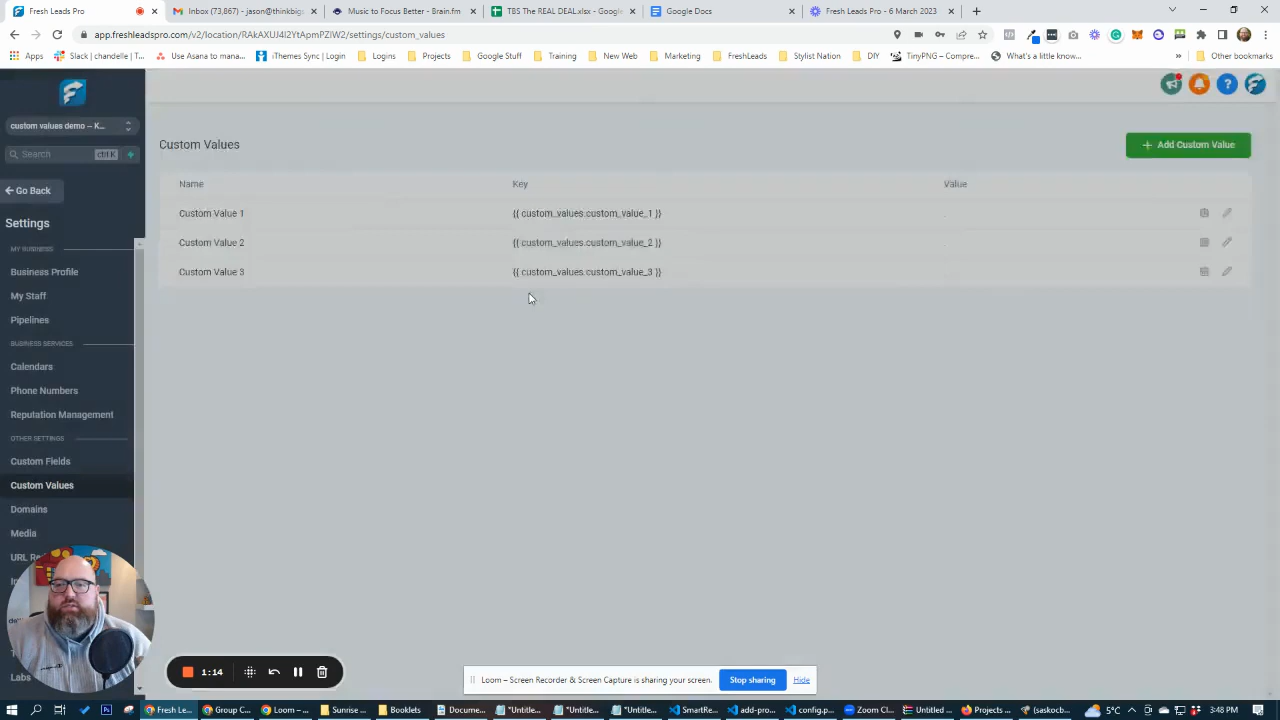 Fresh Leads Pro
Inbox (73,867) - jason@thinkbig
Music to Focus Better - Brain.fm
TBS The REAL DEAL.xlsx - Google
Google Docs
Fresh Leads Pro - 6 March 2023
app.freshleadspro.com/v2/location/RAkAXUJ4l2YtApmPZIW2/settings/custom_values
Apps
Slack | chandelle | T...
Use Asana to mana...
iThemes Sync | Login
Logins
Projects
Google Stuff
Training
New Web
Marketing
FreshLeads
Stylist Nation
DIY
TinyPNG – Compre...
What's a little know...
»
Other bookmarks
custom values demo -- K...
Search
ctrl K
Go Back
Settings
MY BUSINESS
Business Profile
My Staff
Pipelines
BUSINESS SERVICES
Calendars
Phone Numbers
Reputation Management
OTHER SETTINGS
Custom Fields
Custom Values
Domains
Media
URL Re
Labs
Custom Values
+ Add Custom Value
Name
Key
Value
Custom Value 1
{{ custom_values.custom_value_1 }}
Custom Value 2
{{ custom_values.custom_value_2 }}
Custom Value 3
{{ custom_values.custom_value_3 }}
1:14
Loom – Screen Recorder & Screen Capture is sharing your screen.
Stop sharing
Hide
Fresh Le...
Group C...
Loom –...
Sunrise ...
Booklets
Docume...
*Untitle...
*Untitle...
*Untitle...
SmartRe...
add-pro...
config.p...
Zoom Cl...
Untitled ...
Projects ...
(saskocb...
5°C
3:48 PM